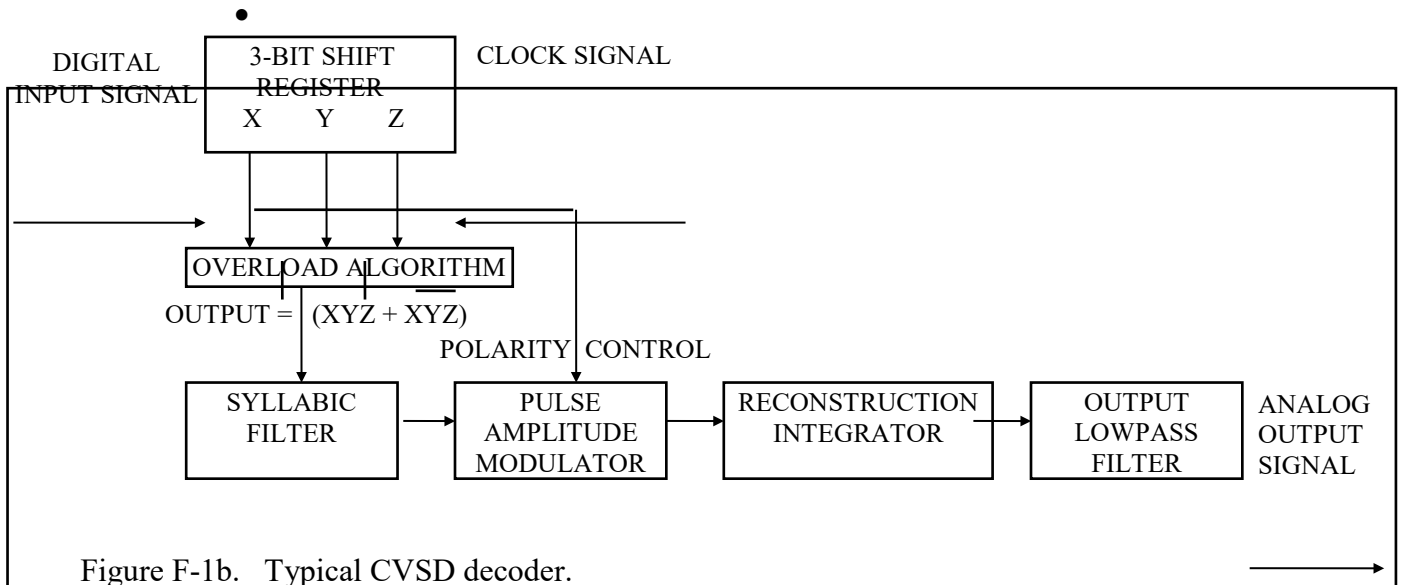 DIGITAL
INPUT SIGNAL
3-BIT SHIFT
REGISTER
X Y Z
CLOCK SIGNAL
OVERLOAD ALGORITHM
OUTPUT = (XYZ + X̅Y̅Z̅)
POLARITY CONTROL
SYLLABIC
FILTER
PULSE
AMPLITUDE
MODULATOR
RECONSTRUCTION
INTEGRATOR
OUTPUT
LOWPASS
FILTER
ANALOG
OUTPUT
SIGNAL
Figure F-1b. Typical CVSD decoder.